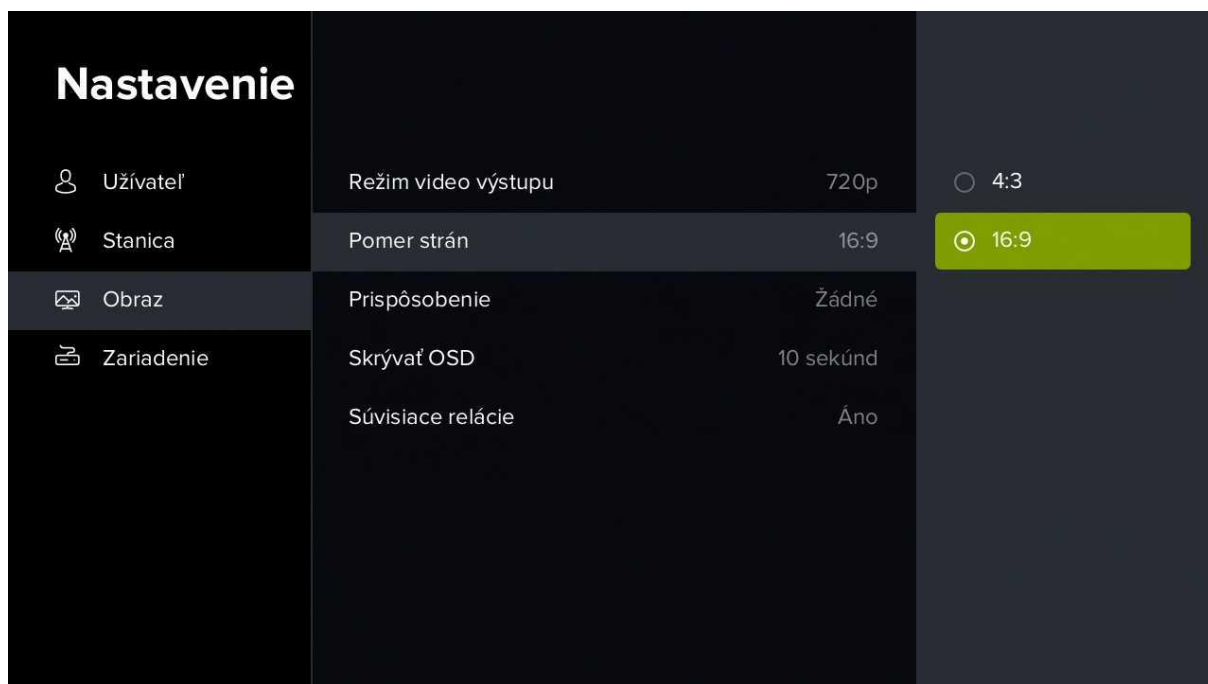 Nastavenie
Užívateľ
Stanica
Obraz
Zariadenie
Režim video výstupu 720p
Pomer strán 16:9
Prispôsobenie Žádné
Skrývať OSD 10 sekúnd
Súvisiace relácie Áno
4:3
16:9